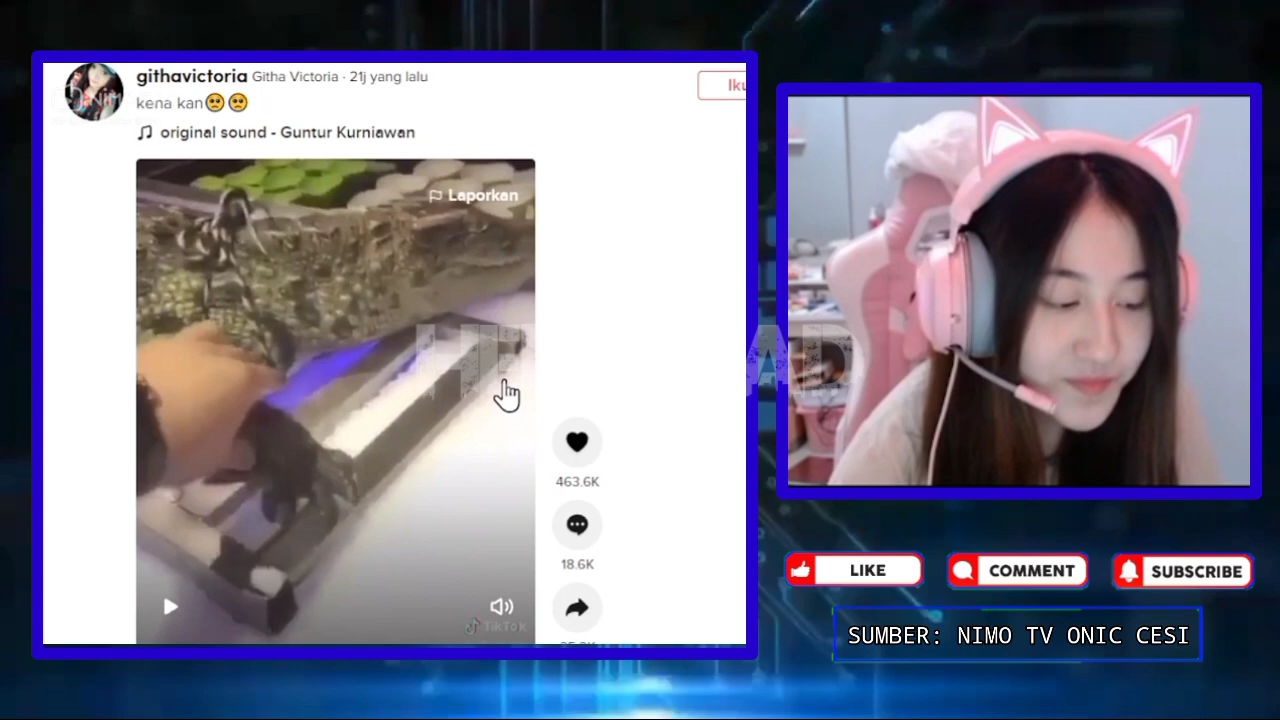 githavictoria Githa Victoria · 21j yang lalu
kena kan🥺🥺
original sound - Guntur Kurniawan
Laporkan
463.6K
18.6K
TikTok
LIKE
COMMENT
SUBSCRIBE
SUMBER: NIMO TV ONIC CESI